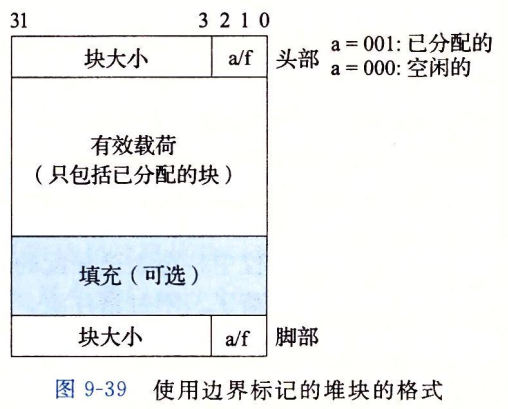 31 3 2 1 0
块大小 a/f 头部 a = 001: 已分配的
a = 000: 空闲的
有效载荷
（只包括已分配的块）
填充（可选）
块大小 a/f 脚部
图 9-39 使用边界标记的堆块的格式